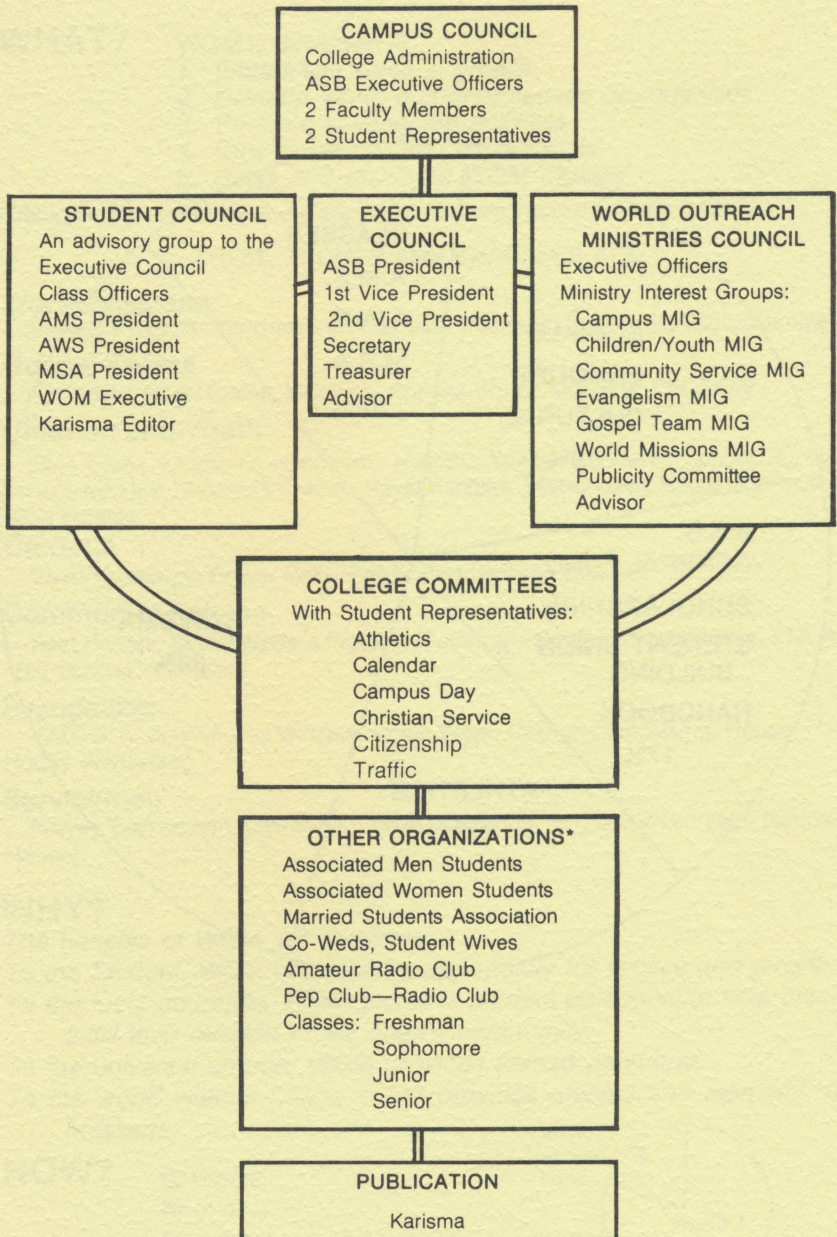 CAMPUS COUNCIL
College Administration
ASB Executive Officers
2 Faculty Members
2 Student Representatives
STUDENT COUNCIL
An advisory group to the
Executive Council
Class Officers
AMS President
AWS President
MSA President
WOM Executive
Karisma Editor
EXECUTIVE
COUNCIL
ASB President
1st Vice President
2nd Vice President
Secretary
Treasurer
Advisor
WORLD OUTREACH
MINISTRIES COUNCIL
Executive Officers
Ministry Interest Groups:
Campus MIG
Children/Youth MIG
Community Service MIG
Evangelism MIG
Gospel Team MIG
World Missions MIG
Publicity Committee
Advisor
COLLEGE COMMITTEES
With Student Representatives:
Athletics
Calendar
Campus Day
Christian Service
Citizenship
Traffic
OTHER ORGANIZATIONS*
Associated Men Students
Associated Women Students
Married Students Association
Co-Weds, Student Wives
Amateur Radio Club
Pep Club—Radio Club
Classes: Freshman
Sophomore
Junior
Senior
PUBLICATION
Karisma